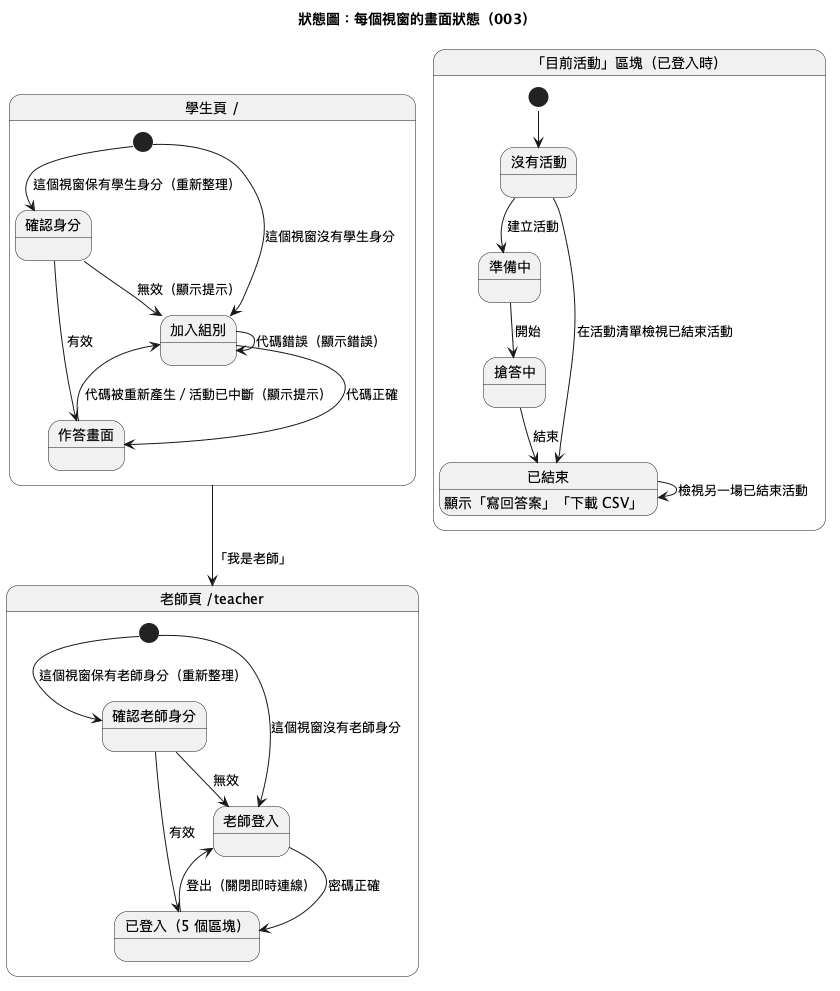 狀態圖：每個視窗的畫面狀態（003）
學生頁 /
這個視窗保有學生身分（重新整理）
這個視窗沒有學生身分
確認身分
無效（顯示提示）
加入組別
代碼錯誤（顯示錯誤）
有效
代碼被重新產生 / 活動已中斷（顯示提示）
代碼正確
作答畫面
「我是老師」
老師頁 /teacher
這個視窗保有老師身分（重新整理）
這個視窗沒有老師身分
確認老師身分
無效
老師登入
有效
登出（關閉即時連線）
密碼正確
已登入（5 個區塊）
「目前活動」區塊（已登入時）
沒有活動
建立活動
準備中
開始
在活動清單檢視已結束活動
搶答中
結束
已結束
顯示「寫回答案」「下載 CSV」
檢視另一場已結束活動